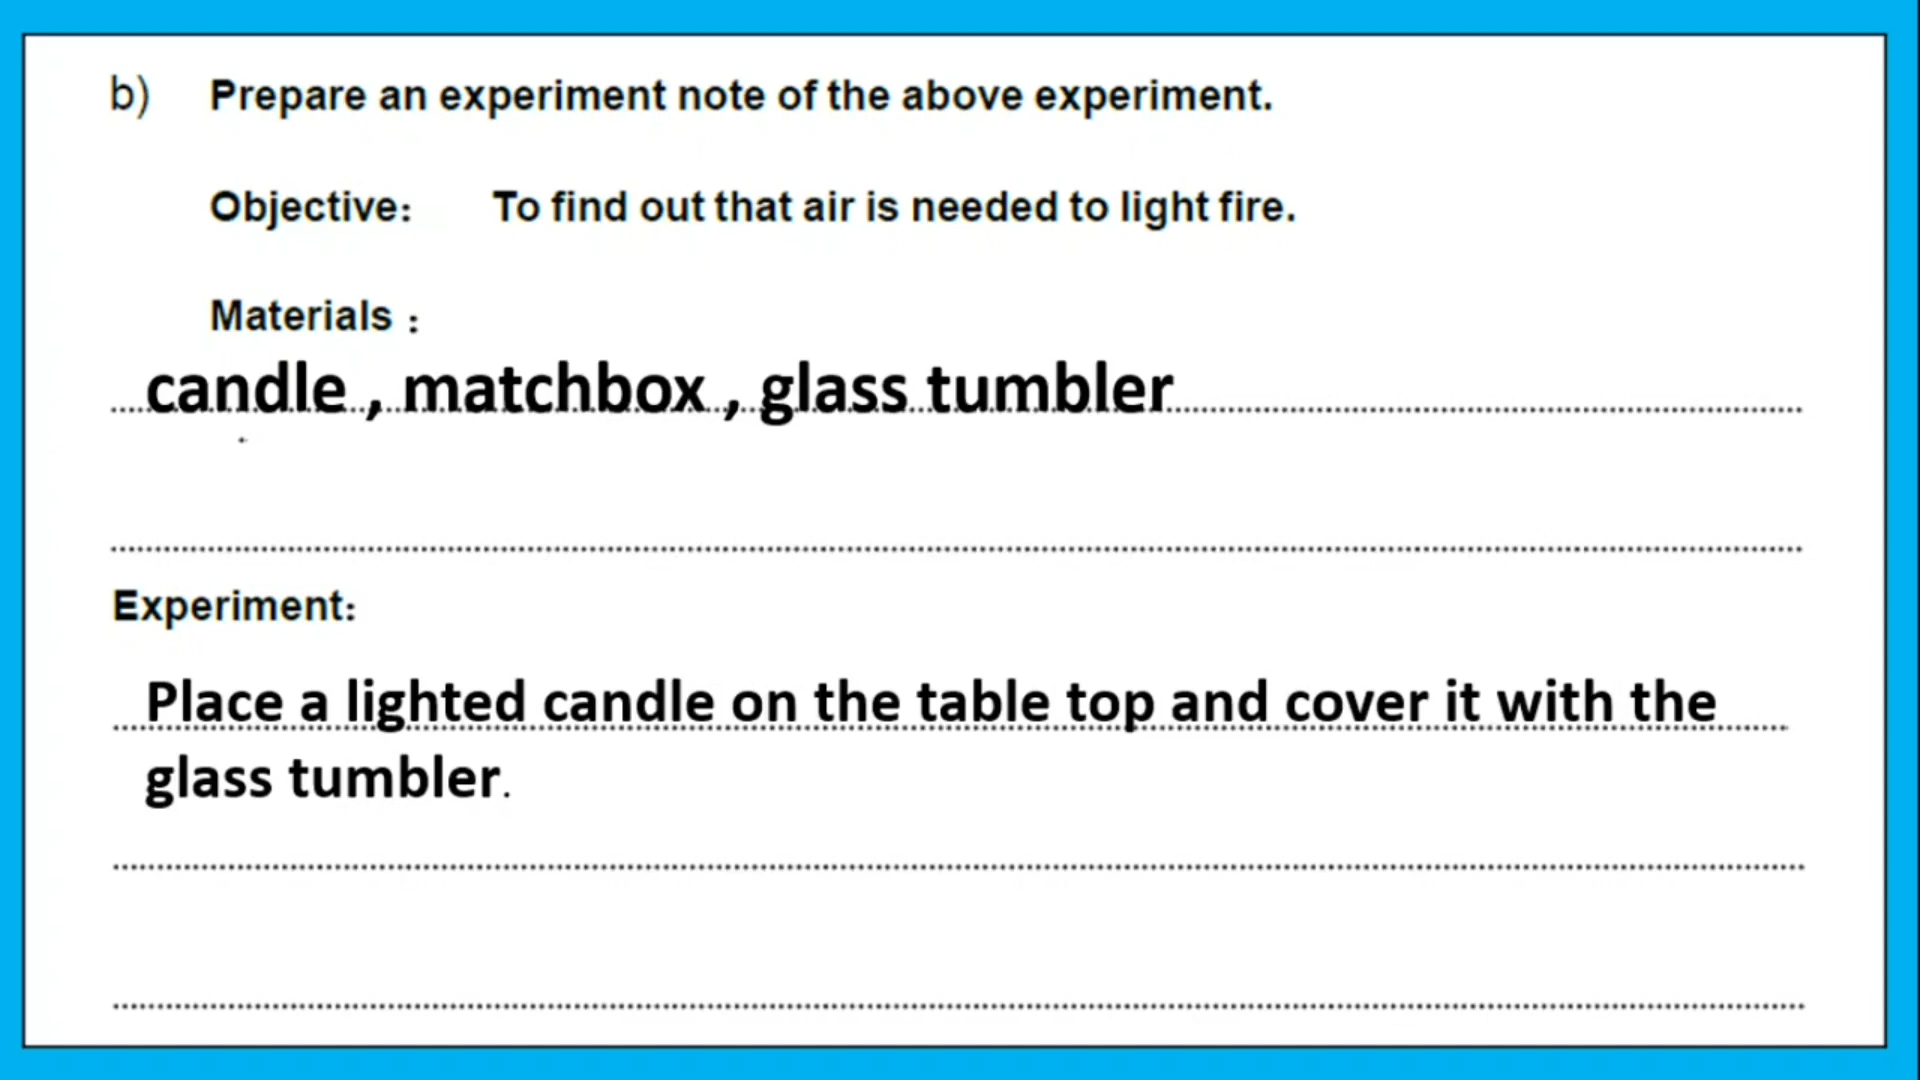 b) Prepare an experiment note of the above experiment.
Objective: To find out that air is needed to light fire.
Materials :
candle , matchbox , glass tumbler
Experiment:
Place a lighted candle on the table top and cover it with the
glass tumbler.